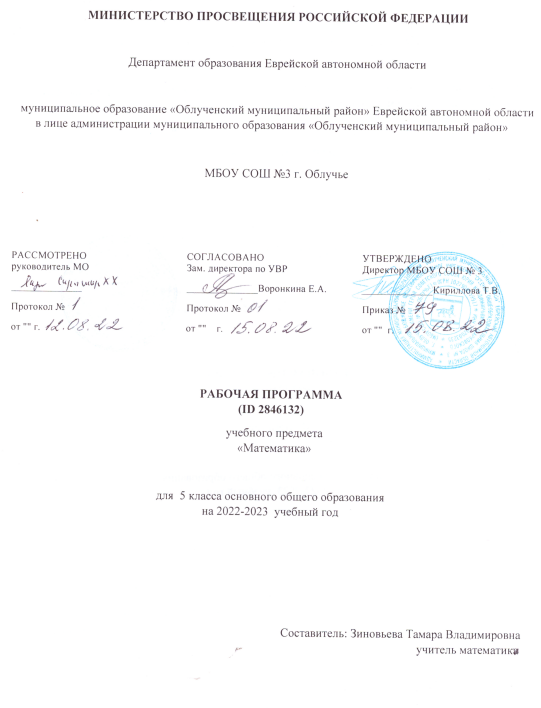 МИНИСТЕРСТВО ПРОСВЕЩЕНИЯ РОССИЙСКОЙ ФЕДЕРАЦИИ
Департамент образования Еврейской автономной области
муниципальное образование «Облученский муниципальный район» Еврейской автономной области
в лице администрации муниципального образования «Облученский муниципальный район»
МБОУ СОШ №3 г. Облучье
РАССМОТРЕНО
руководитель МО
Протокол № 1
от "" г. 12.08.22
СОГЛАСОВАНО
Зам. директора по УВР
Воронкина Е.А.
Протокол № 01
от "" г. 15.08.22
УТВЕРЖДЕНО
Директор МБОУ СОШ № 3
Кириллова Т.В.
Приказ № 79
от "" г. 15.08.22
РАБОЧАЯ ПРОГРАММА
(ID 2846132)
учебного предмета
«Математика»
для 5 класса основного общего образования
на 2022-2023 учебный год
Составитель: Зиновьева Тамара Владимировна
учитель математики